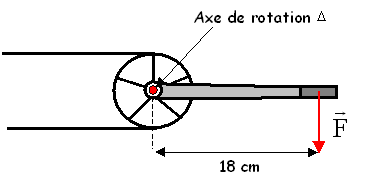 Axe de rotation Δ
F⃗
18 cm